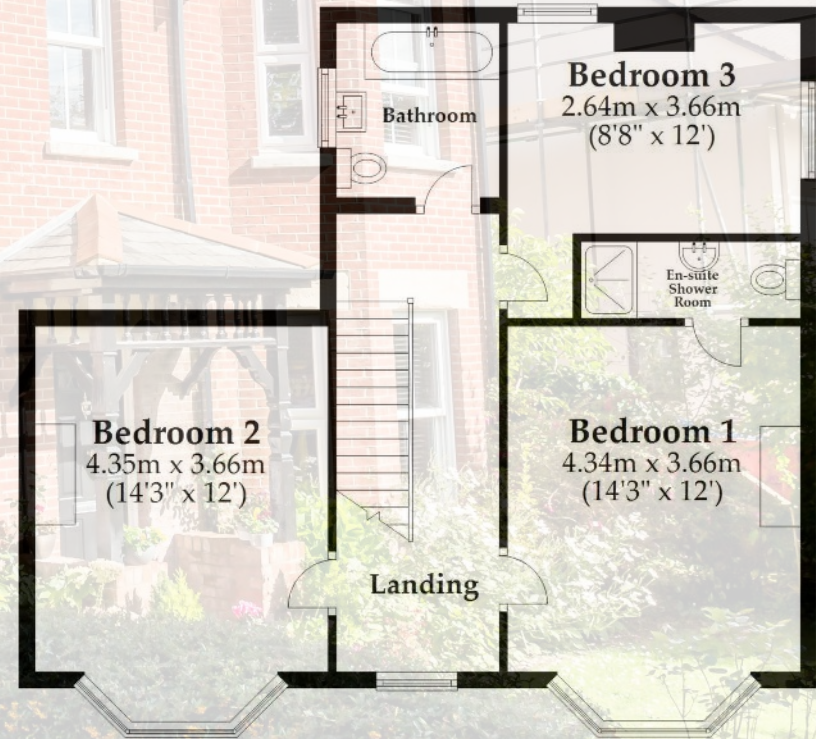 Bathroom
Bedroom 3
2.64m x 3.66m
(8'8" x 12')
En-suite
Shower
Room
Bedroom 2
4.35m x 3.66m
(14'3" x 12')
Bedroom 1
4.34m x 3.66m
(14'3" x 12')
Landing